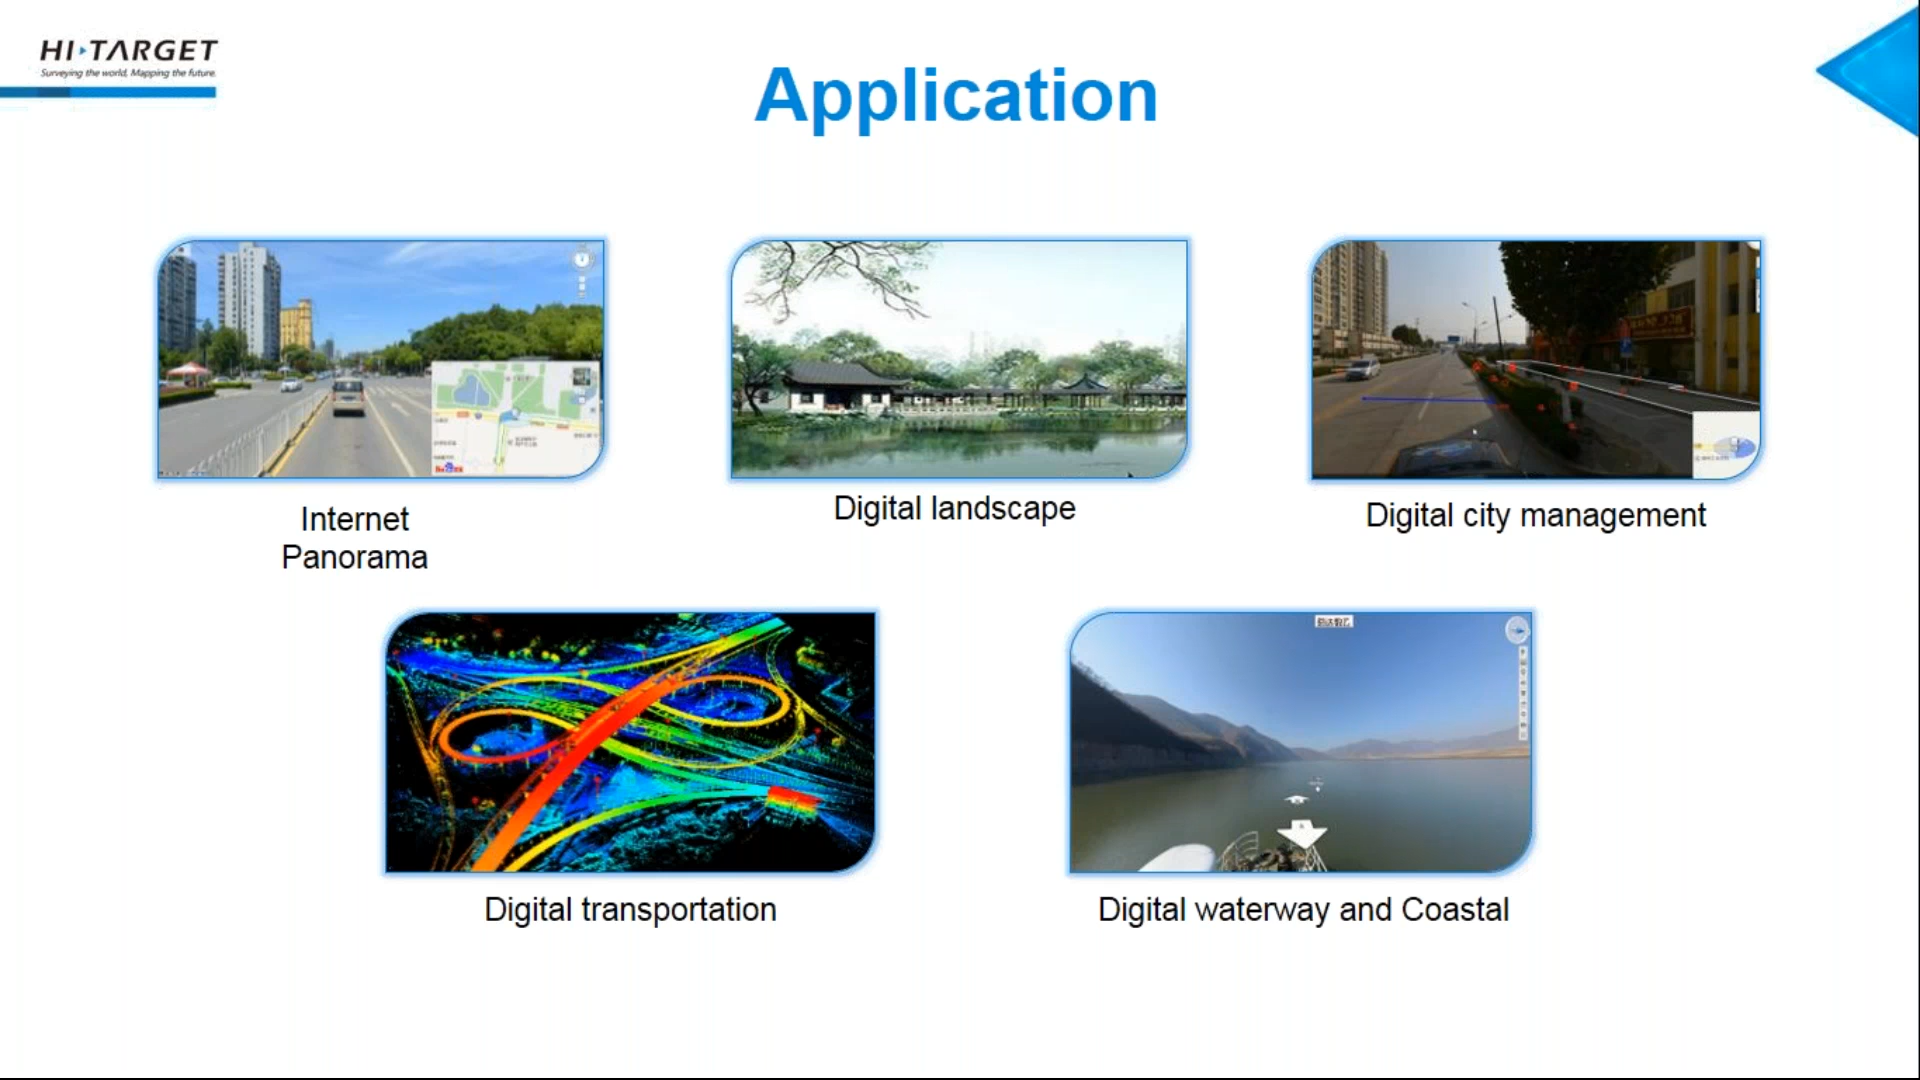 HI TARGET
Surveying the world, Mapping the future.
Application
Internet
Panorama
Digital landscape
Digital city management
Digital transportation
Digital waterway and Coastal